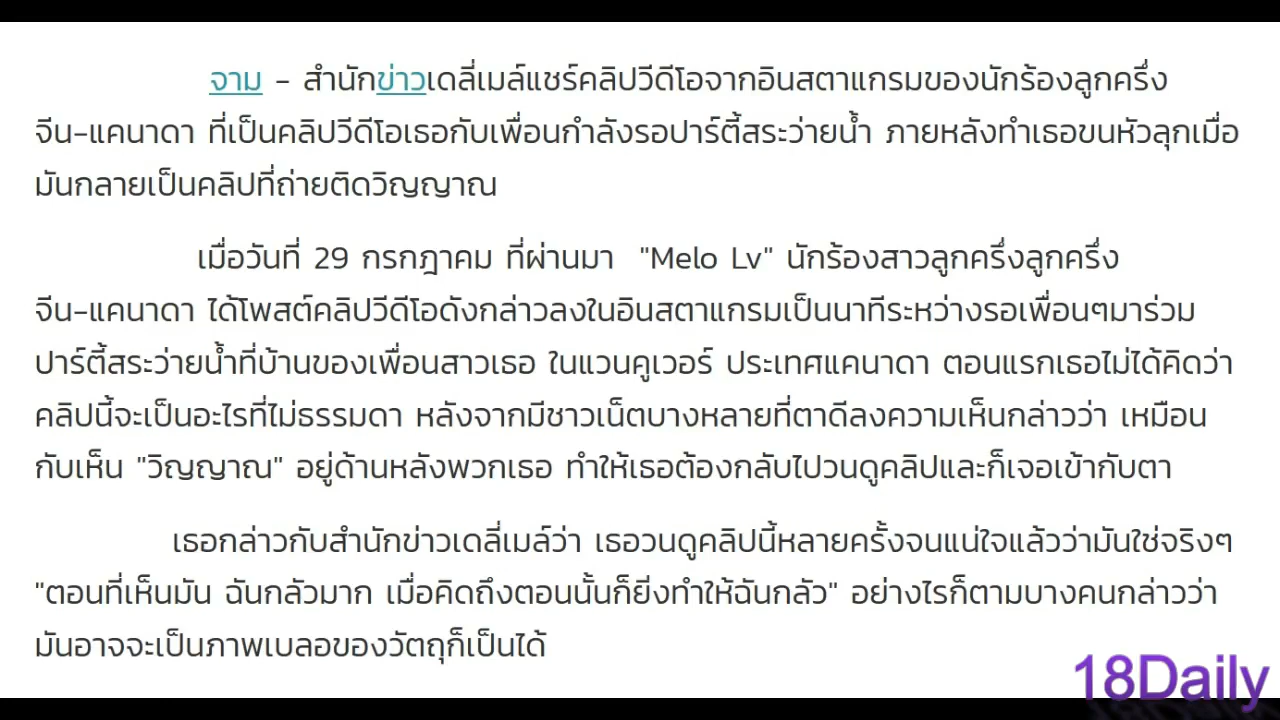 จาม - สำนักข่าวเดลี่เมล์แชร์คลิปวีดีโอจากอินสตาแกรมของนักร้องลูกครึ่ง
จีน-แคนาดา ที่เป็นคลิปวีดีโอเธอกับเพื่อนกำลังรอปาร์ตี้สระว่ายน้ำ ภายหลังทำเธอขนหัวลุกเมื่อ
มันกลายเป็นคลิปที่ถ่ายติดวิญญาณ
เมื่อวันที่ 29 กรกฎาคม ที่ผ่านมา "Melo Lv" นักร้องสาวลูกครึ่งลูกครึ่ง
จีน-แคนาดา ได้โพสต์คลิปวีดีโอดังกล่าวลงในอินสตาแกรมเป็นนาทีระหว่างรอเพื่อนๆมาร่วม
ปาร์ตี้สระว่ายน้ำที่บ้านของเพื่อนสาวเธอ ในแวนคูเวอร์ ประเทศแคนาดา ตอนแรกเธอไม่ได้คิดว่า
คลิปนี้จะเป็นอะไรที่ไม่ธรรมดา หลังจากมีชาวเน็ตบางหลายที่ตาดีลงความเห็นกล่าวว่า เหมือน
กับเห็น "วิญญาณ" อยู่ด้านหลังพวกเธอ ทำให้เธอต้องกลับไปวนดูคลิปและก็เจอเข้ากับตา
เธอกล่าวกับสำนักข่าวเดลี่เมล์ว่า เธอวนดูคลิปนี้หลายครั้งจนแน่ใจแล้วว่ามันใช่จริงๆ
"ตอนที่เห็นมัน ฉันกลัวมาก เมื่อคิดถึงตอนนั้นก็ยิ่งทำให้ฉันกลัว" อย่างไรก็ตามบางคนกล่าวว่า
มันอาจจะเป็นภาพเบลอของวัตถุก็เป็นได้
18Daily